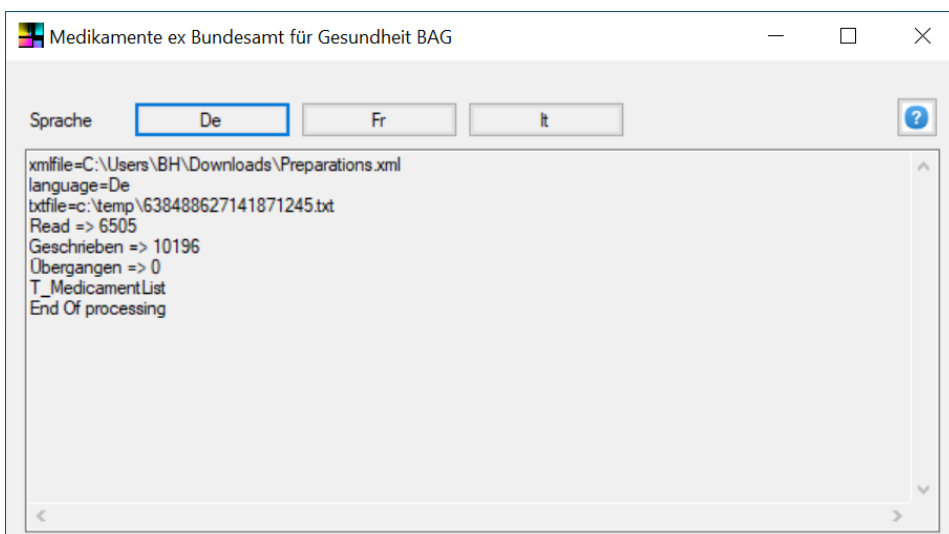 Medikamente ex Bundesamt für Gesundheit BAG
Sprache De Fr It
xmlfile=C:\Users\BH\Downloads\Preparations.xml
language=De
txtfile=c:\temp\638488627141871245.txt
Read => 6505
Geschrieben => 10196
Übergangen => 0
T_MedicamentList
End Of processing